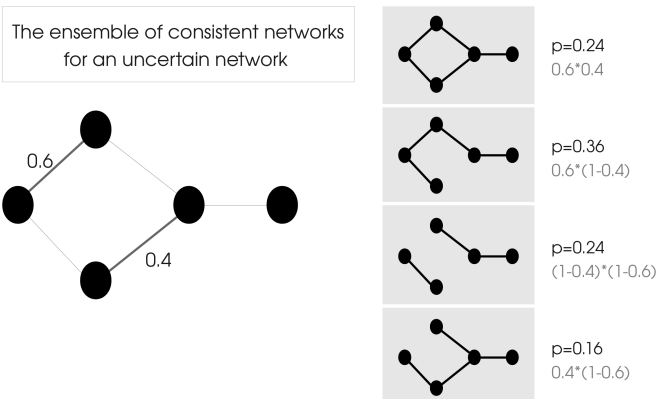 The ensemble of consistent networks
for an uncertain network
0.6
0.4
p=0.24
0.6*0.4
p=0.36
0.6*(1-0.4)
p=0.24
(1-0.4)*(1-0.6)
p=0.16
0.4*(1-0.6)